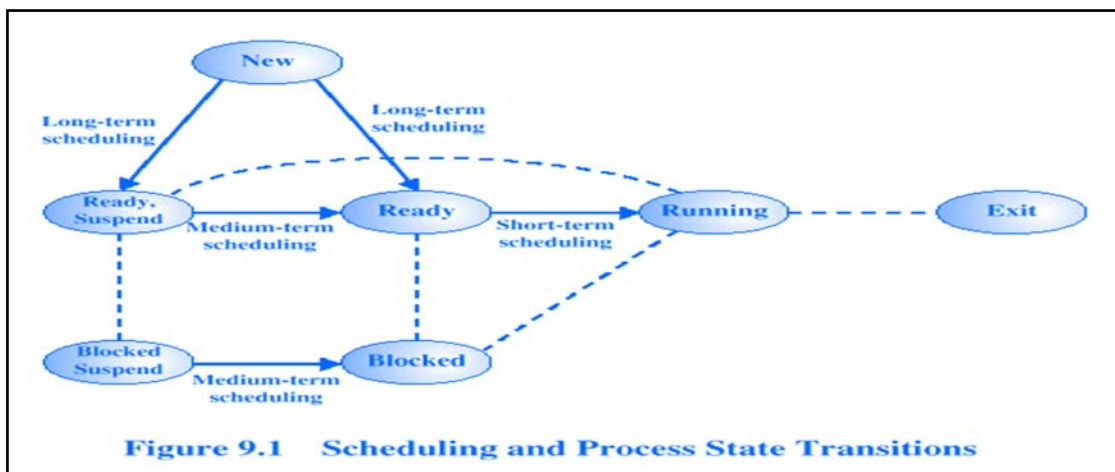 New
Long-term
scheduling
Long-term
scheduling
Ready,
Suspend
Medium-term
scheduling
Ready
Short-term
scheduling
Running
Exit
Blocked
Suspend
Medium-term
scheduling
Blocked
Figure 9.1 Scheduling and Process State Transitions